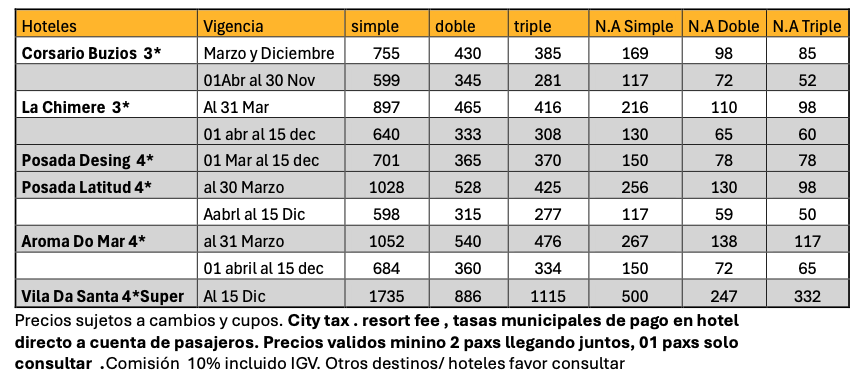 Hoteles Vigencia simple doble triple N.A Simple N.A Doble N.A Triple
Corsario Buzios 3* Marzo y Diciembre 755 430 385 169 98 85
01Abr al 30 Nov 599 345 281 117 72 52
La Chimere 3* Al 31 Mar 897 465 416 216 110 98
01 abr al 15 dec 640 333 308 130 65 60
Posada Desing 4* 01 Mar al 15 dec 701 365 370 150 78 78
Posada Latitud 4* al 30 Marzo 1028 528 425 256 130 98
Aabrl al 15 Dic 598 315 277 117 59 50
Aroma Do Mar 4* al 31 Marzo 1052 540 476 267 138 117
01 abril al 15 dec 684 360 334 150 72 65
Vila Da Santa 4*Super Al 15 Dic 1735 886 1115 500 247 332
Precios sujetos a cambios y cupos. City tax . resort fee , tasas municipales de pago en hotel
directo a cuenta de pasajeros. Precios validos minino 2 paxs llegando juntos, 01 paxs solo
consultar .Comisión 10% incluido IGV. Otros destinos/ hoteles favor consultar